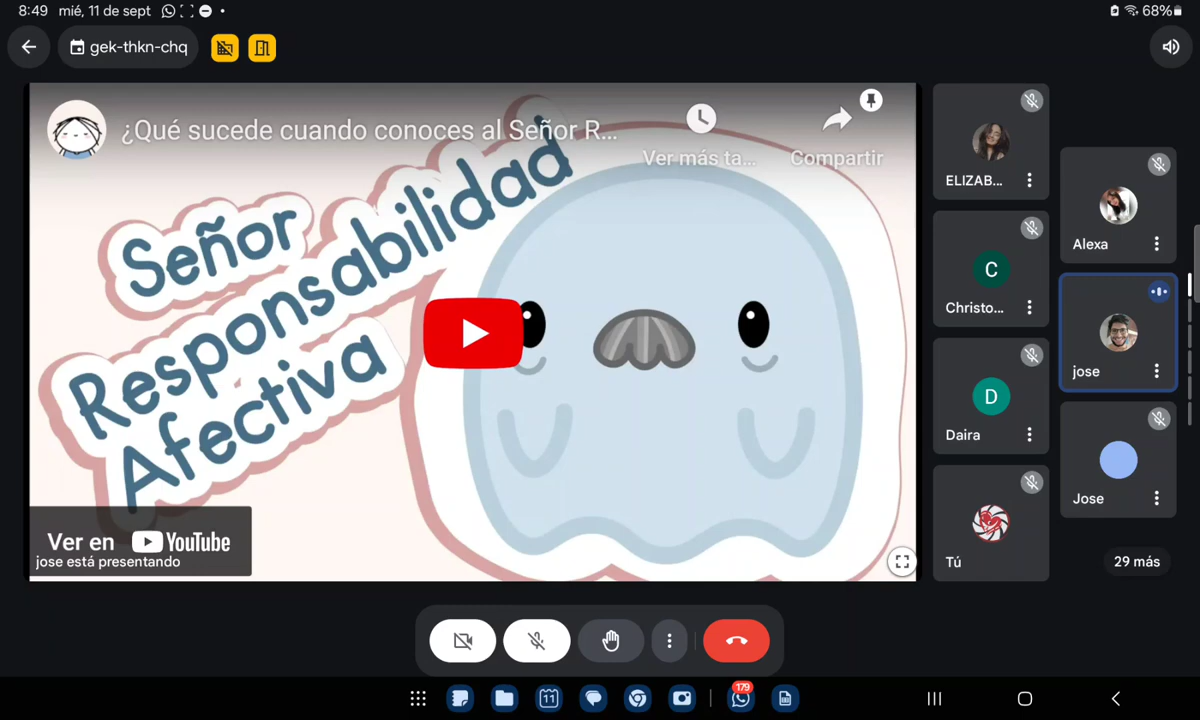 8:49 mié, 11 de sept
68%
gek-thkn-chq
¿Qué sucede cuando conoces al Señor R...
Ver más ta...
Compartir
Señor
Responsabilidad
Afectiva
Ver en YouTube
jose está presentando
ELIZAB...
Alexa
C
Christo...
jose
D
Daira
Jose
Tú
29 más
11
179